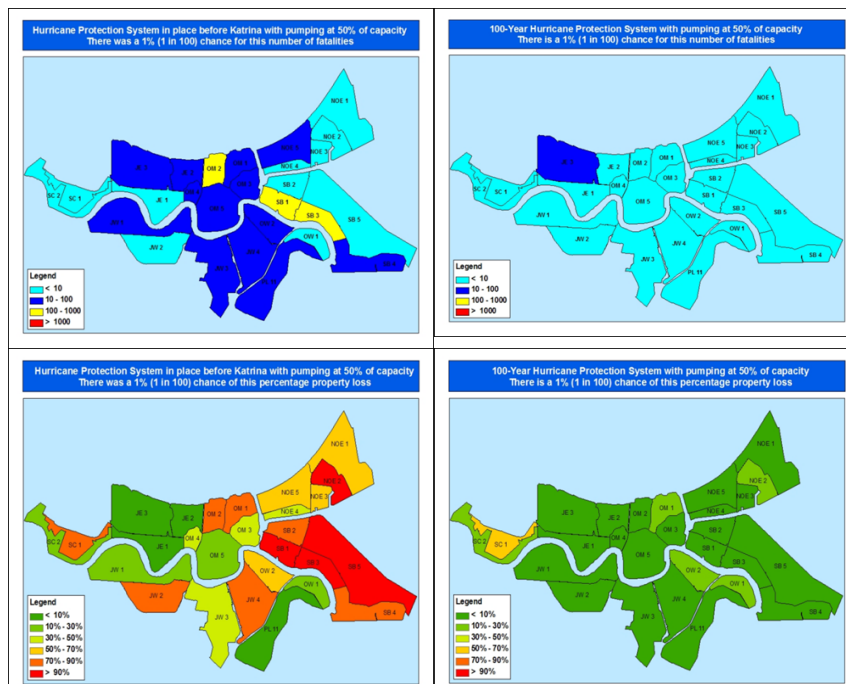 Hurricane Protection System in place before Katrina with pumping at 50% of capacity
There was a 1% (1 in 100) chance for this number of fatalities
NOE 1
NOE 2
NOE 3
NOE 4
OM 2
SB 2
SB 1
SB 3
SB 5
SC 2
SC 1
JE 1
JW 2
OW 1
Legend
< 10
10 - 100
100 - 1000
> 1000
100-Year Hurricane Protection System with pumping at 50% of capacity
There is a 1% (1 in 100) chance for this number of fatalities
NOE 1
NOE 2
NOE 3
NOE 5
NOE 4
JE 2
OM 2
OM 1
OM 3
OM 4
OM 5
SB 2
SB 1
SB 3
SB 5
SC 2
SC 1
JE 1
JW 1
JW 2
OW 2
OW 1
JW 3
JW 4
PL 11
SB 4
Legend
< 10
10 - 100
100 - 1000
> 1000
Hurricane Protection System in place before Katrina with pumping at 50% of capacity
There was a 1% (1 in 100) chance of this percentage property loss
NOE 1
NOE 2
NOE 3
NOE 5
NOE 4
JE 3
JE 2
OM 2
OM 1
OM 3
OM 4
OM 5
SB 2
SB 1
SB 3
SB 5
SC 2
SC 1
JE 1
JW 1
JW 2
OW 2
OW 1
JW 3
JW 4
PL 11
SB 4
Legend
< 10%
10% - 30%
30% - 50%
50% - 70%
70% - 90%
> 90%
100-Year Hurricane Protection System with pumping at 50% of capacity
There is a 1% (1 in 100) chance of this percentage property loss
NOE 1
NOE 2
NOE 3
NOE 5
NOE 4
JE 3
JE 2
OM 2
OM 1
OM 3
OM 4
OM 5
SB 2
SB 1
SB 3
SB 5
SC 2
SC 1
JE 1
JW 1
JW 2
OW 2
OW 1
JW 3
JW 4
PL 11
SB 4
Legend
< 10%
10% - 30%
30% - 50%
50% - 70%
70% - 90%
> 90%